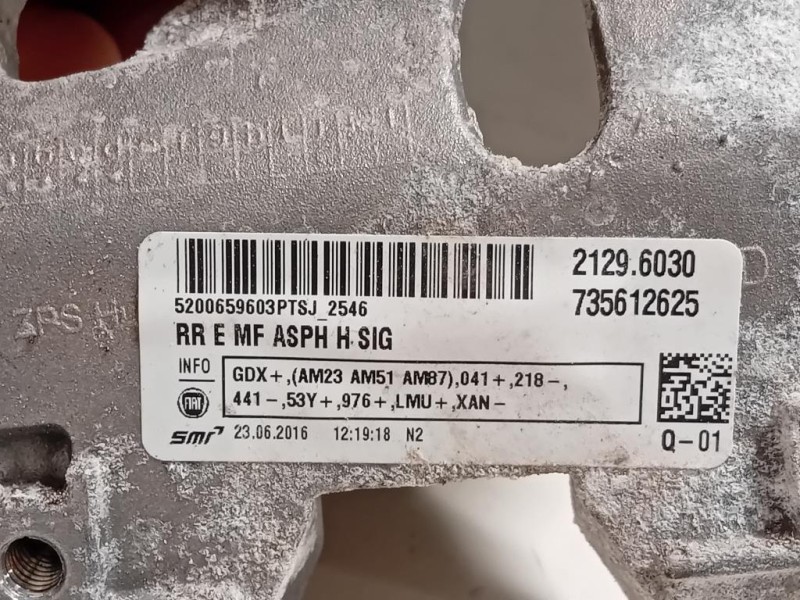 2129.6030
5200659603PTSJ_2546
735612625
RR E MF ASPH H SIG
INFO
GDX+,(AM23 AM51 AM87),041+,218-,
441-,53Y+,976+,LMU+,XAN-
FIAT
smr 23.06.2016 12:19:18 N2
Q-01